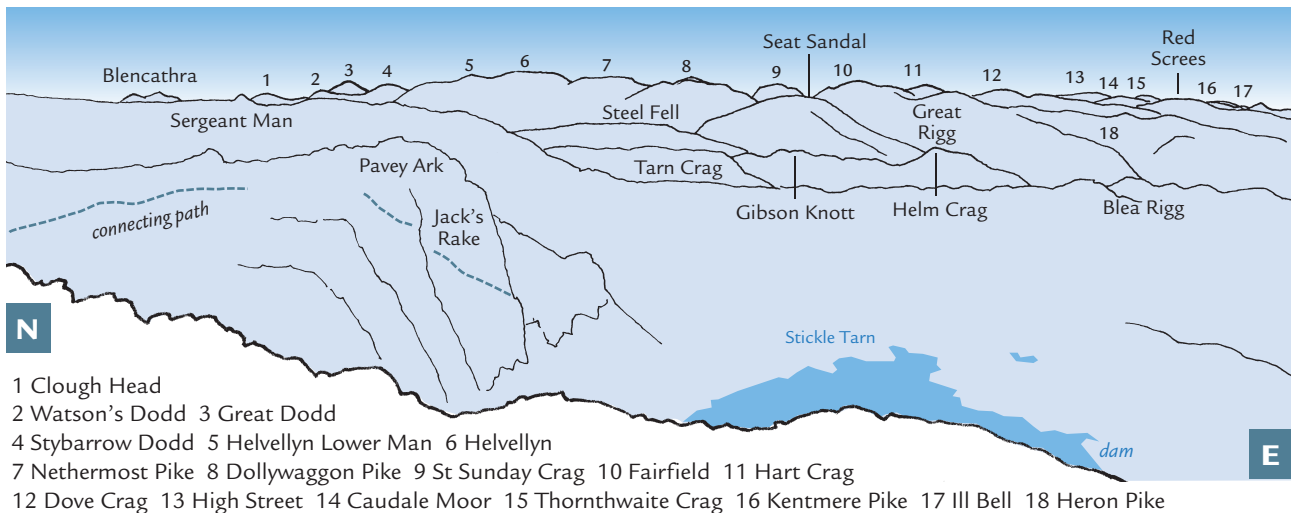 Seat Sandal
Red
Screes
Blencathra
1
2
3
4
5
6
7
8
9
10
11
12
13
14
15
16
17
Sergeant Man
Steel Fell
Great
Rigg
18
Pavey Ark
Tarn Crag
connecting path
Jack's
Rake
Gibson Knott
Helm Crag
Blea Rigg
N
Stickle Tarn
1 Clough Head
2 Watson's Dodd 3 Great Dodd
4 Stybarrow Dodd 5 Helvellyn Lower Man 6 Helvellyn
dam
E
7 Nethermost Pike 8 Dollywaggon Pike 9 St Sunday Crag 10 Fairfield 11 Hart Crag
12 Dove Crag 13 High Street 14 Caudale Moor 15 Thornthwaite Crag 16 Kentmere Pike 17 Ill Bell 18 Heron Pike